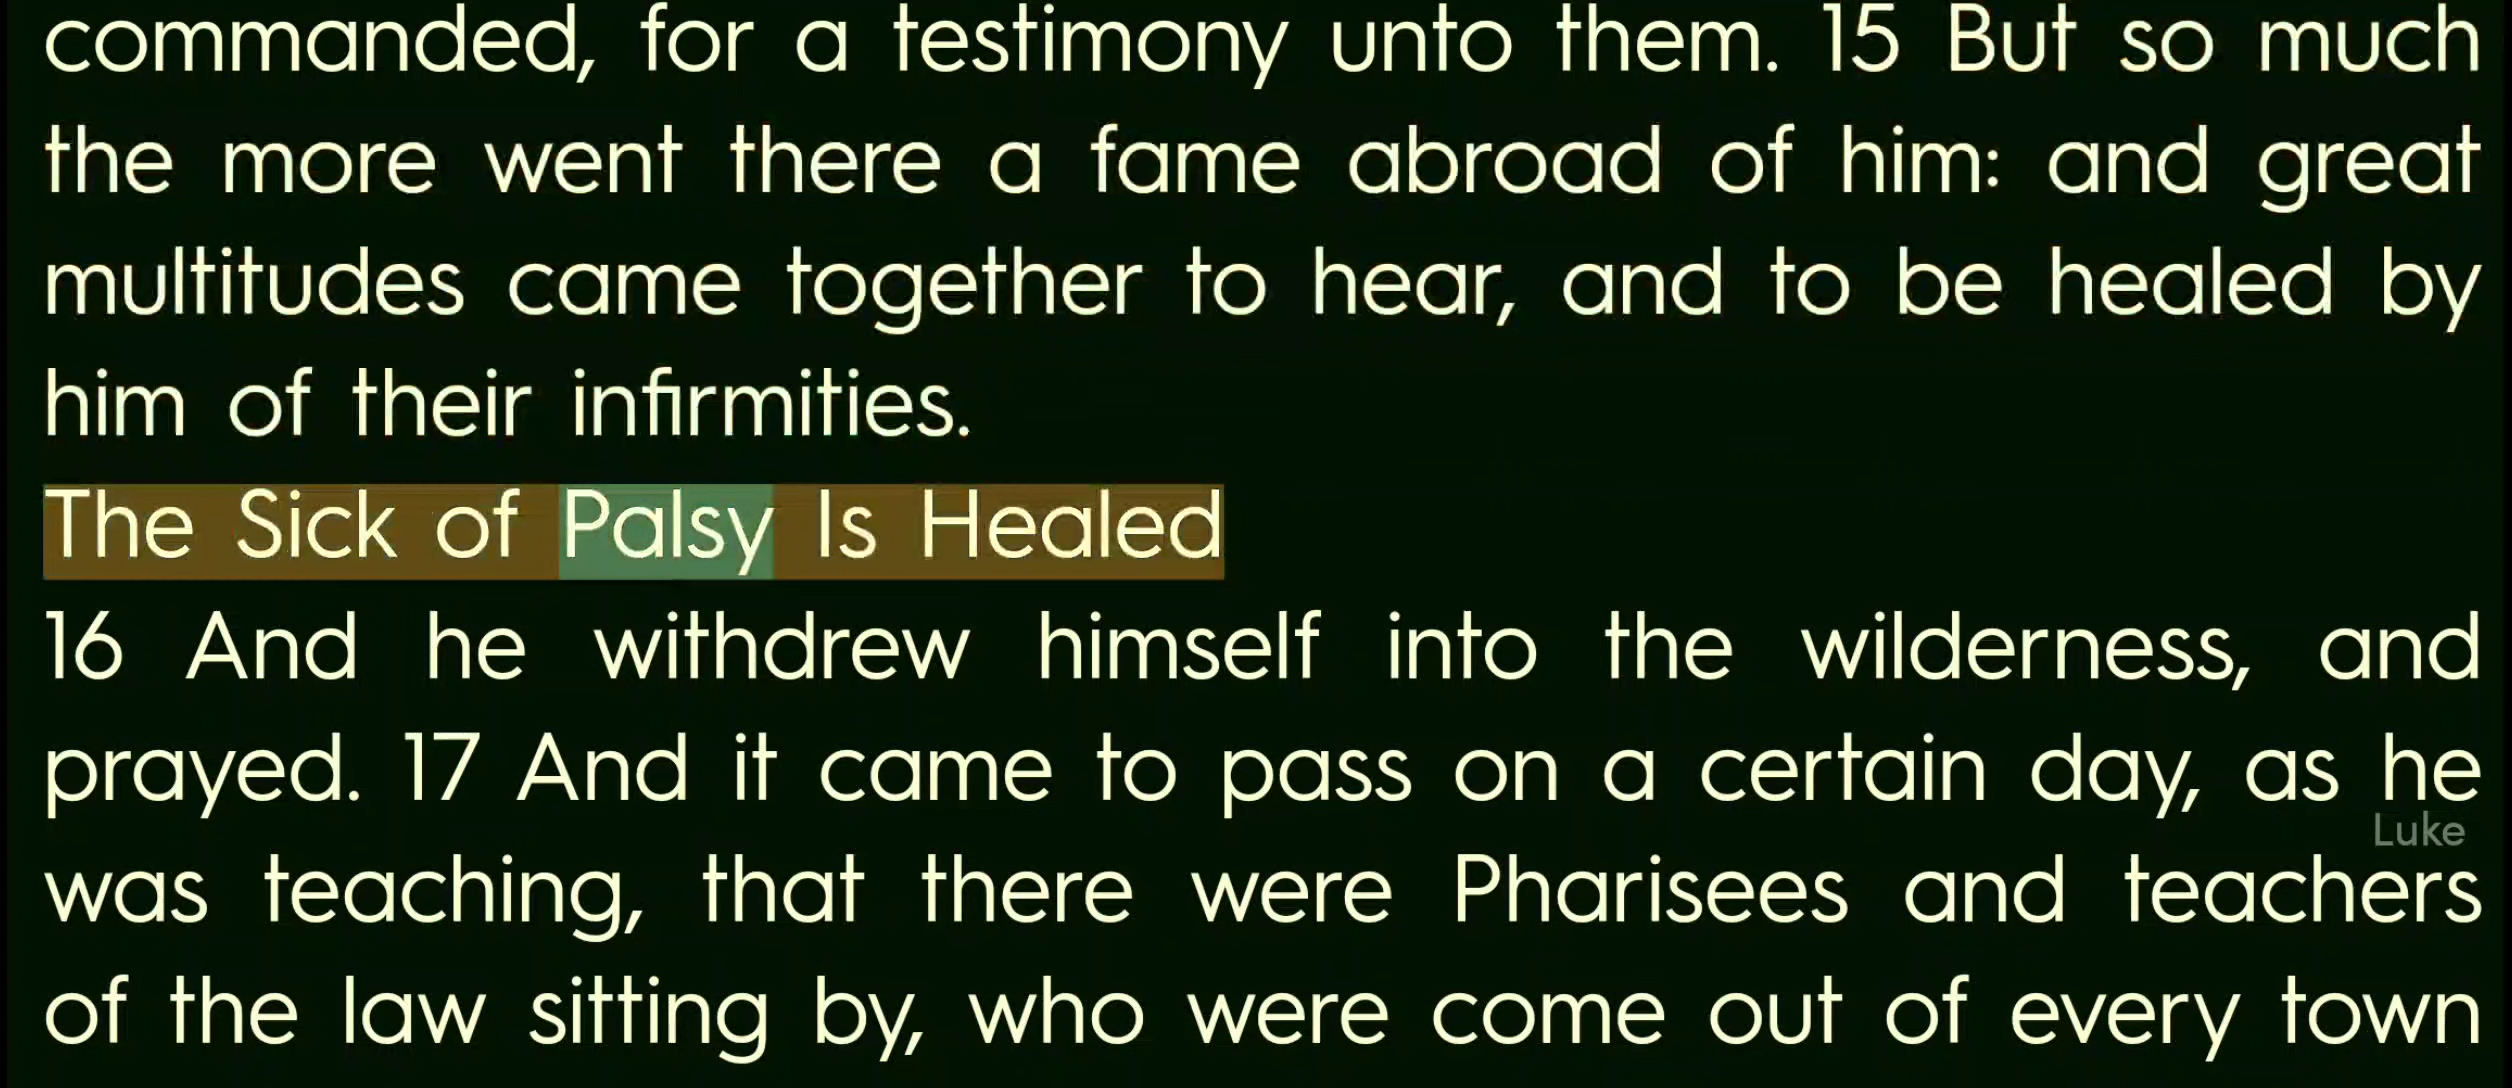 commanded, for a testimony unto them. 15 But so much
the more went there a fame abroad of him: and great
multitudes came together to hear, and to be healed by
him of their infirmities.
The Sick of Palsy Is Healed
16 And he withdrew himself into the wilderness, and
prayed. 17 And it came to pass on a certain day, as he
Luke
was teaching, that there were Pharisees and teachers
of the law sitting by, who were come out of every town